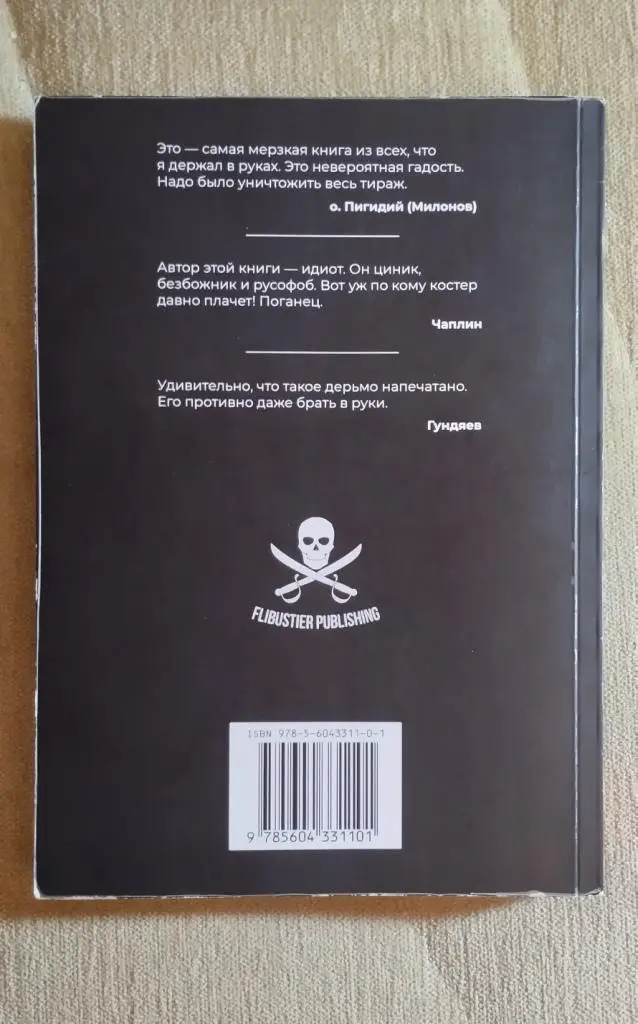 Это — самая мерзкая книга из всех, что
я держал в руках. Это невероятная гадость.
Надо было уничтожить весь тираж.
о. Пигидий (Милонов)
Автор этой книги — идиот. Он циник,
безбожник и русофоб. Вот уж по кому костер
давно плачет! Поганец.
Чаплин
Удивительно, что такое дерьмо напечатано.
Его противно даже брать в руки.
Гундяев
FLIBUSTIER PUBLISHING
ISBN 978-5-6043311-0-1
9 785604 331101